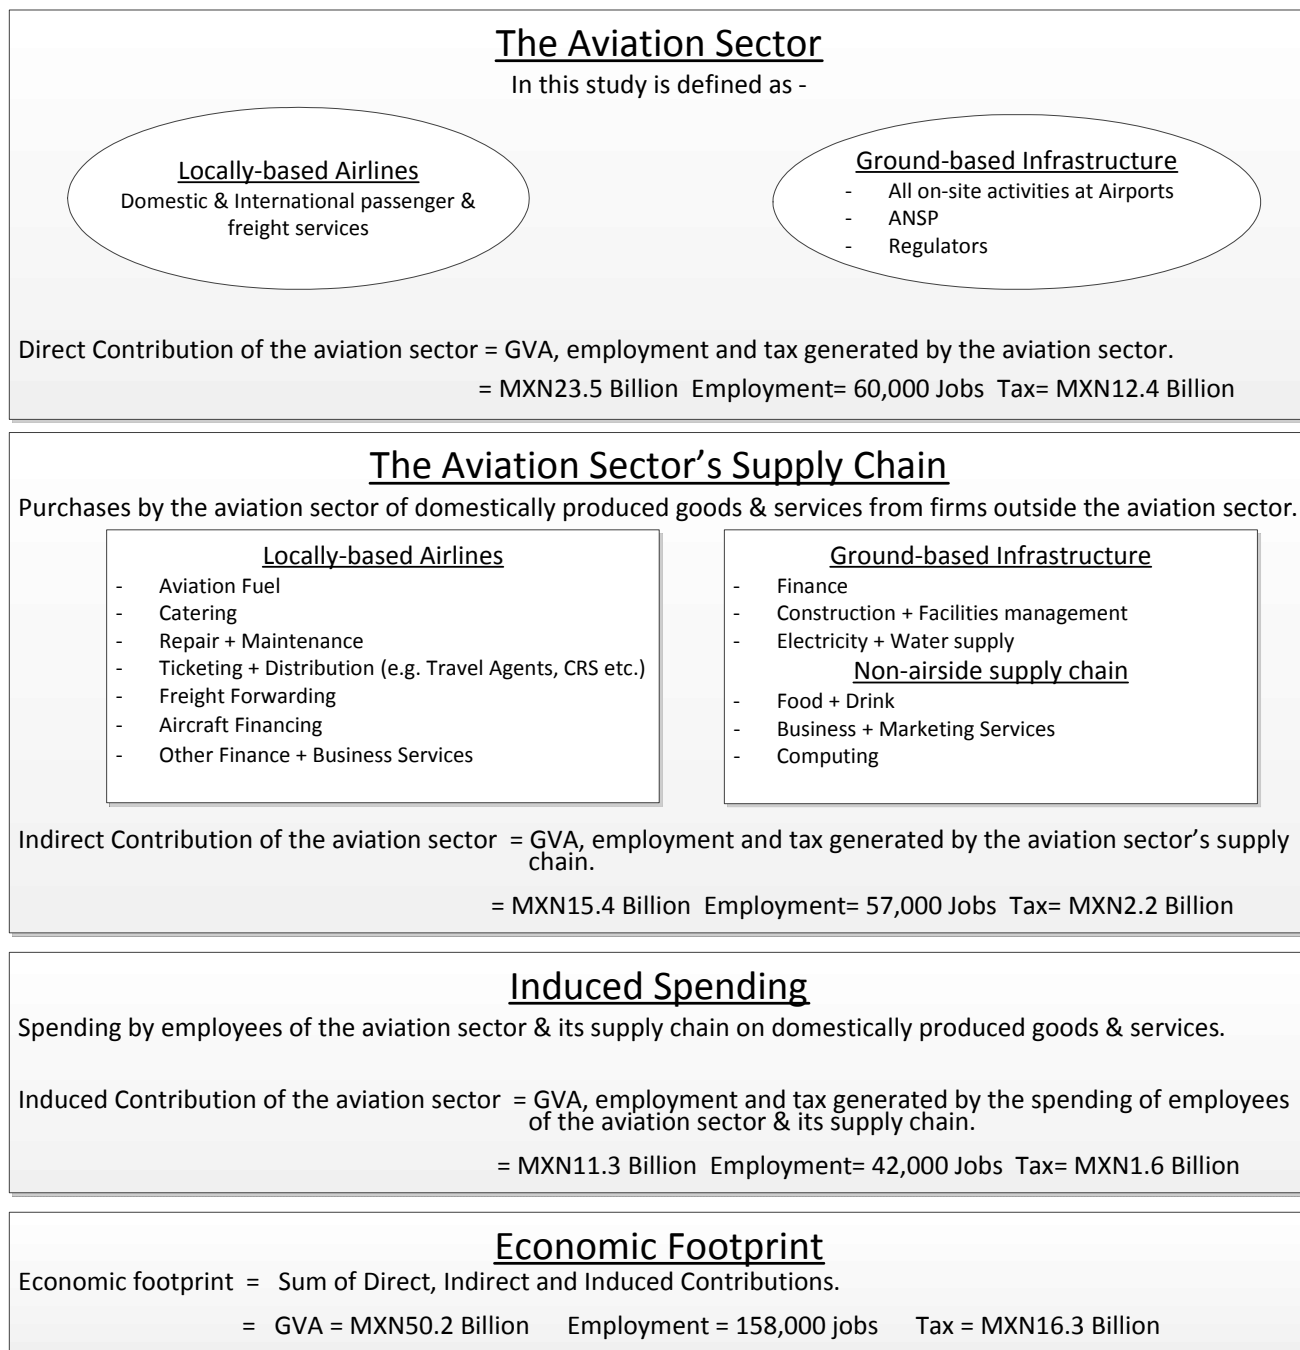 The Aviation Sector
In this study is defined as -
Locally-based Airlines
Domestic & International passenger &
freight services
Ground-based Infrastructure
- All on-site activities at Airports
- ANSP
- Regulators
Direct Contribution of the aviation sector = GVA, employment and tax generated by the aviation sector.
= MXN23.5 Billion Employment= 60,000 Jobs Tax= MXN12.4 Billion
The Aviation Sector's Supply Chain
Purchases by the aviation sector of domestically produced goods & services from firms outside the aviation sector.
Locally-based Airlines
- Aviation Fuel
- Catering
- Repair + Maintenance
- Ticketing + Distribution (e.g. Travel Agents, CRS etc.)
- Freight Forwarding
- Aircraft Financing
- Other Finance + Business Services
Ground-based Infrastructure
- Finance
- Construction + Facilities management
- Electricity + Water supply
Non-airside supply chain
- Food + Drink
- Business + Marketing Services
- Computing
Indirect Contribution of the aviation sector = GVA, employment and tax generated by the aviation sector's supply
chain.
= MXN15.4 Billion Employment= 57,000 Jobs Tax= MXN2.2 Billion
Induced Spending
Spending by employees of the aviation sector & its supply chain on domestically produced goods & services.
Induced Contribution of the aviation sector = GVA, employment and tax generated by the spending of employees
of the aviation sector & its supply chain.
= MXN11.3 Billion Employment= 42,000 Jobs Tax= MXN1.6 Billion
Economic Footprint
Economic footprint = Sum of Direct, Indirect and Induced Contributions.
= GVA = MXN50.2 Billion Employment = 158,000 jobs Tax = MXN16.3 Billion